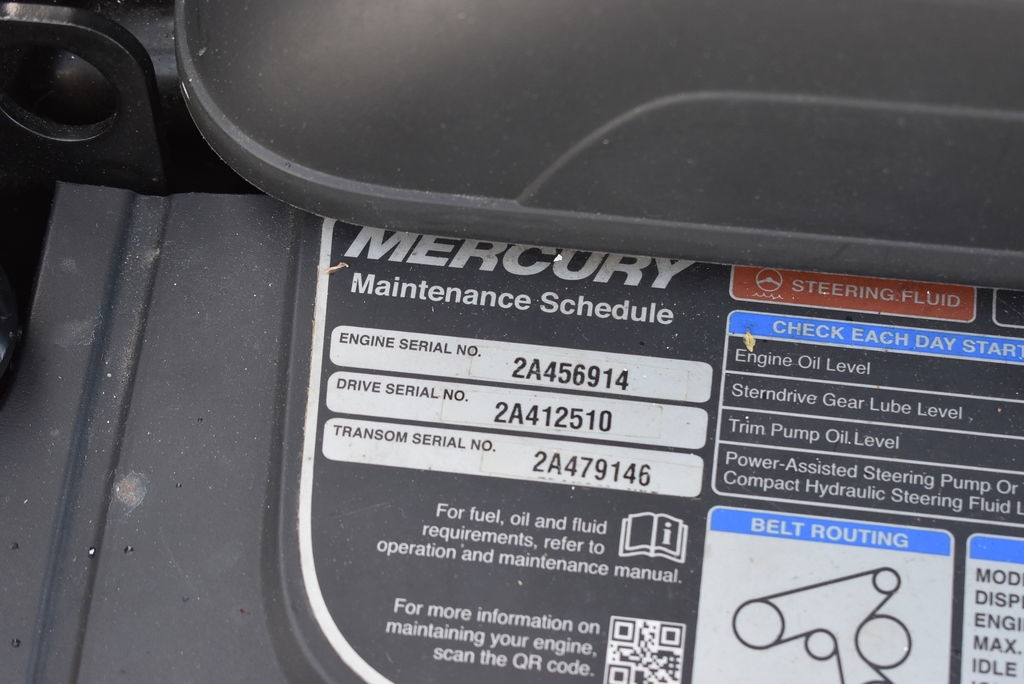 MERCURY
Maintenance Schedule
ENGINE SERIAL NO. 2A456914
DRIVE SERIAL NO. 2A412510
TRANSOM SERIAL NO. 2A479146
For fuel, oil and fluid
requirements, refer to
operation and maintenance manual.
For more information on
maintaining your engine,
scan the QR code.
STEERING FLUID
CHECK EACH DAY START
Engine Oil Level
Sterndrive Gear Lube Level
Trim Pump Oil Level
Power-Assisted Steering Pump Or
Compact Hydraulic Steering Fluid L
BELT ROUTING
MODE
DISP
ENGI
MAX.
IDLE